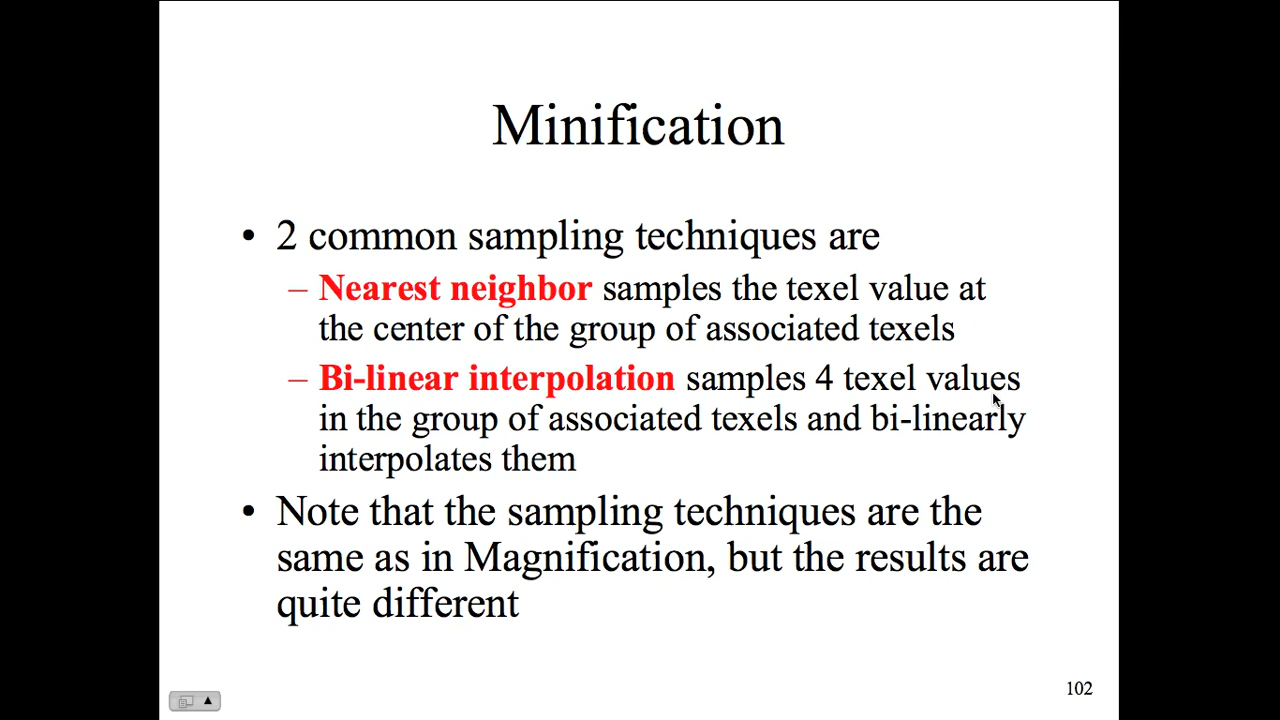 Minification
• 2 common sampling techniques are
– Nearest neighbor samples the texel value at
the center of the group of associated texels
– Bi-linear interpolation samples 4 texel values
in the group of associated texels and bi-linearly
interpolates them
• Note that the sampling techniques are the
same as in Magnification, but the results are
quite different
102